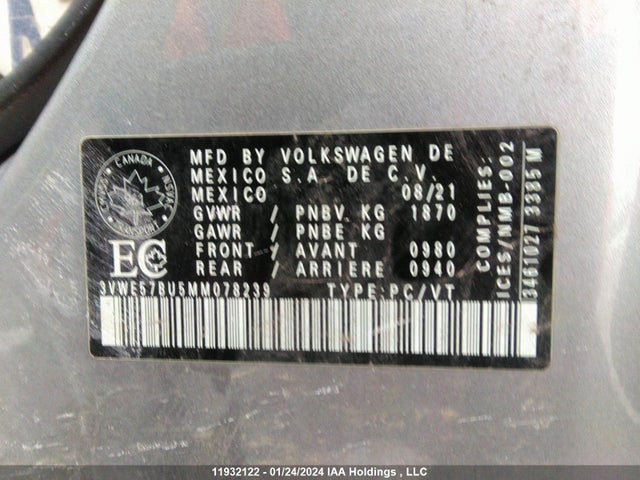 MFD BY VOLKSWAGEN DE
MEXICO S.A. DE C.V.
MEXICO 08/21
GVWR / PNBV KG 1870
GAWR / PNBE KG
FRONT / AVANT 0980
REAR / ARRIERE 0940
3VWE57BU5MM078239 TYPE:PC/VT
CANADA
TRANSPORT
EC
COMPLIES:
ICES/NMB-002
3461027 3385 M
11932122 - 01/24/2024 IAA Holdings , LLC